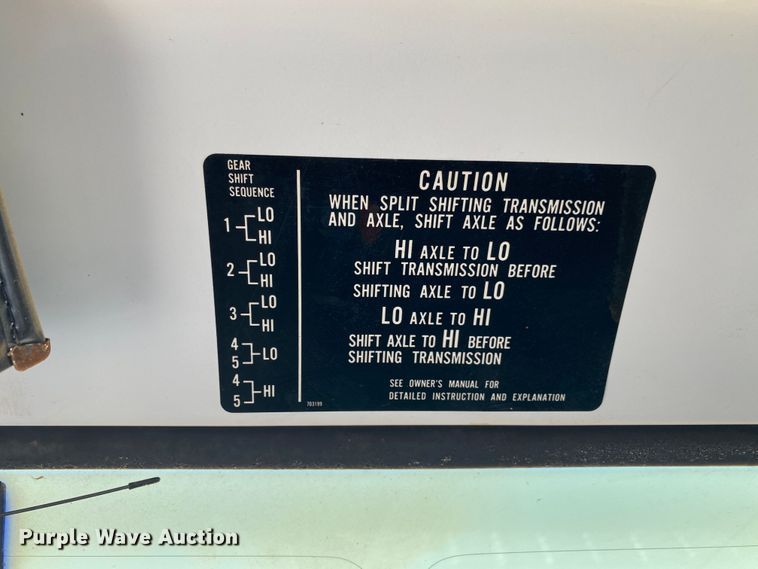 GEAR
SHIFT
SEQUENCE
1 LO
HI
2 LO
HI
3 LO
HI
4
5 LO
4
5 HI
CAUTION
WHEN SPLIT SHIFTING TRANSMISSION
AND AXLE, SHIFT AXLE AS FOLLOWS:
HI AXLE TO LO
SHIFT TRANSMISSION BEFORE
SHIFTING AXLE TO LO
LO AXLE TO HI
SHIFT AXLE TO HI BEFORE
SHIFTING TRANSMISSION
SEE OWNER'S MANUAL FOR
DETAILED INSTRUCTION AND EXPLANATION
703199
Purple Wave Auction